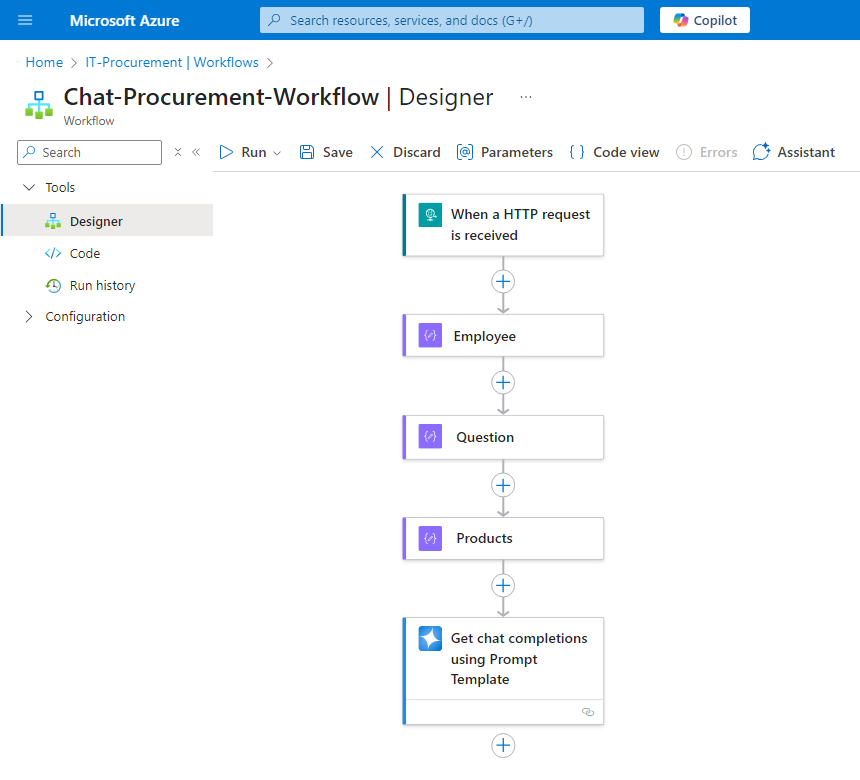 Microsoft Azure
Search resources, services, and docs (G+/)
Copilot
Home > IT-Procurement | Workflows >
Chat-Procurement-Workflow | Designer ...
Workflow
Search
Run
Save
Discard
Parameters
Code view
Errors
Assistant
Tools
Designer
Code
Run history
Configuration
When a HTTP request
is received
Employee
Question
Products
Get chat completions
using Prompt
Template